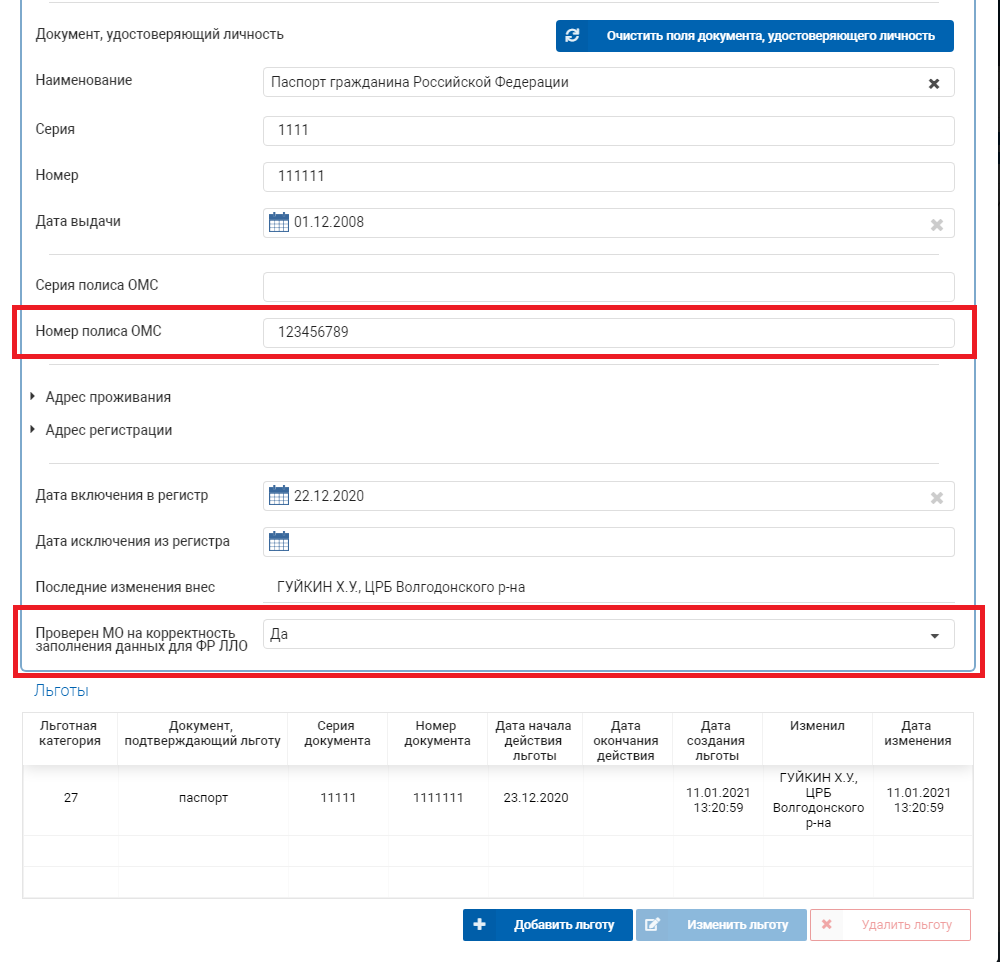 Документ, удостоверяющий личность
Очистить поля документа, удостоверяющего личность
Наименование
Паспорт гражданина Российской Федерации
Серия
1111
Номер
111111
Дата выдачи
01.12.2008
Серия полиса ОМС
Номер полиса ОМС
123456789
Адрес проживания
Адрес регистрации
Дата включения в регистр
22.12.2020
Дата исключения из регистра
Последние изменения внес
ГУЙКИН Х.У., ЦРБ Волгодонского р-на
Проверен МО на корректность
заполнения данных для ФР ЛЛО
Да
Льготы
Льготная
категория
Документ,
подтверждающий льготу
Серия
документа
Номер
документа
Дата начала
действия
льготы
Дата
окончания
действия
Дата
создания
льготы
Изменил
Дата
изменения
27
паспорт
11111
1111111
23.12.2020
11.01.2021
13:20:59
ГУЙКИН Х.У.,
ЦРБ
Волгодонского
р-на
11.01.2021
13:20:59
Добавить льготу
Изменить льготу
Удалить льготу